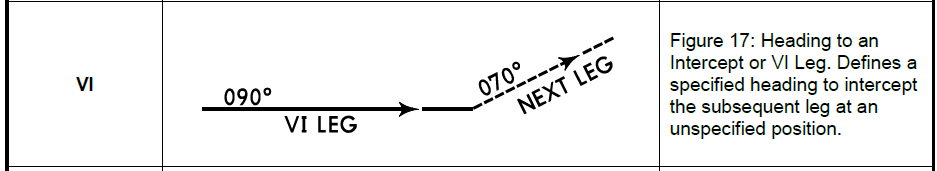 VI
090°
VI LEG
070°
NEXT LEG
Figure 17: Heading to an
Intercept or VI Leg. Defines a
specified heading to intercept
the subsequent leg at an
unspecified position.